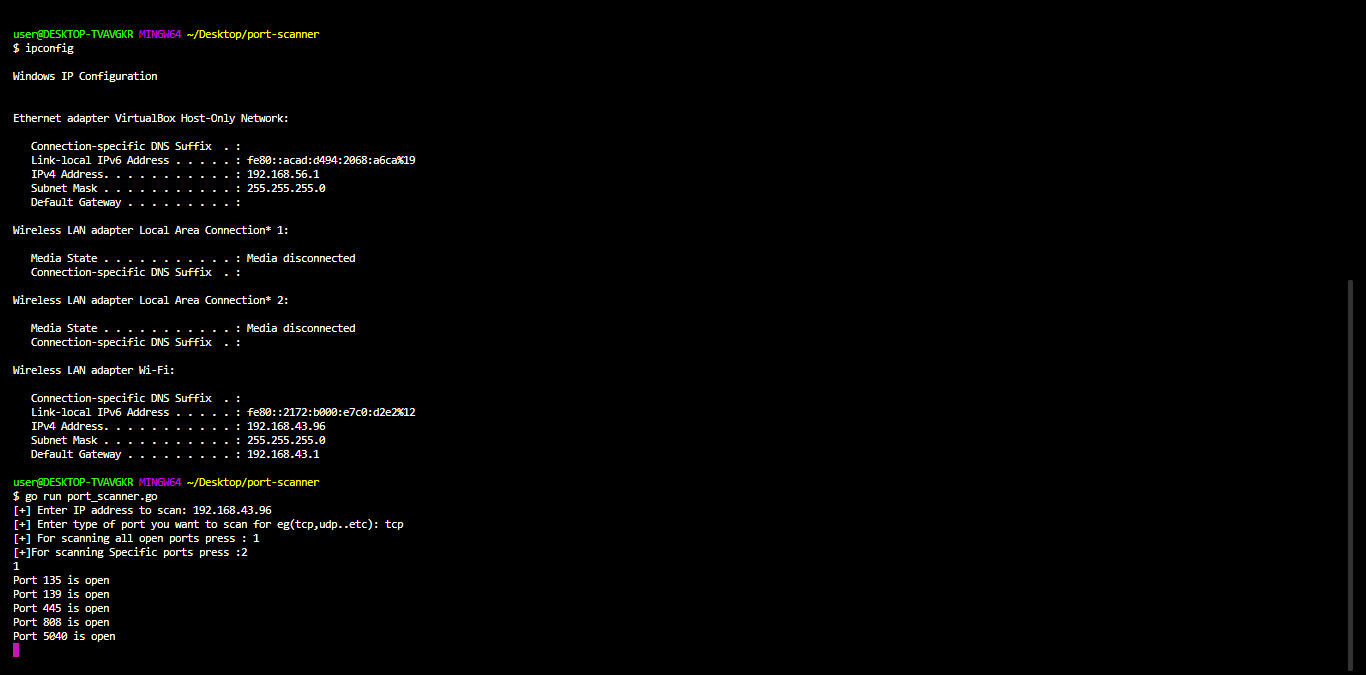 user@DESKTOP-TVAVGKR MINGW64 ~/Desktop/port-scanner
$ ipconfig
Windows IP Configuration
Ethernet adapter VirtualBox Host-Only Network:
Connection-specific DNS Suffix  . :
Link-local IPv6 Address . . . . . : fe80::acad:d494:2068:a6ca%19
IPv4 Address. . . . . . . . . . . : 192.168.56.1
Subnet Mask . . . . . . . . . . . : 255.255.255.0
Default Gateway . . . . . . . . . :
Wireless LAN adapter Local Area Connection* 1:
Media State . . . . . . . . . . . : Media disconnected
Connection-specific DNS Suffix  . :
Wireless LAN adapter Local Area Connection* 2:
Media State . . . . . . . . . . . : Media disconnected
Connection-specific DNS Suffix  . :
Wireless LAN adapter Wi-Fi:
Connection-specific DNS Suffix  . :
Link-local IPv6 Address . . . . . : fe80::2172:b000:e7c0:d2e2%12
IPv4 Address. . . . . . . . . . . : 192.168.43.96
Subnet Mask . . . . . . . . . . . : 255.255.255.0
Default Gateway . . . . . . . . . : 192.168.43.1
user@DESKTOP-TVAVGKR MINGW64 ~/Desktop/port-scanner
$ go run port_scanner.go
[+] Enter IP address to scan: 192.168.43.96
[+] Enter type of port you want to scan for eg(tcp,udp..etc): tcp
[+] For scanning all open ports press : 1
[+]For scanning Specific ports press :2
1
Port 135 is open
Port 139 is open
Port 445 is open
Port 808 is open
Port 5040 is open